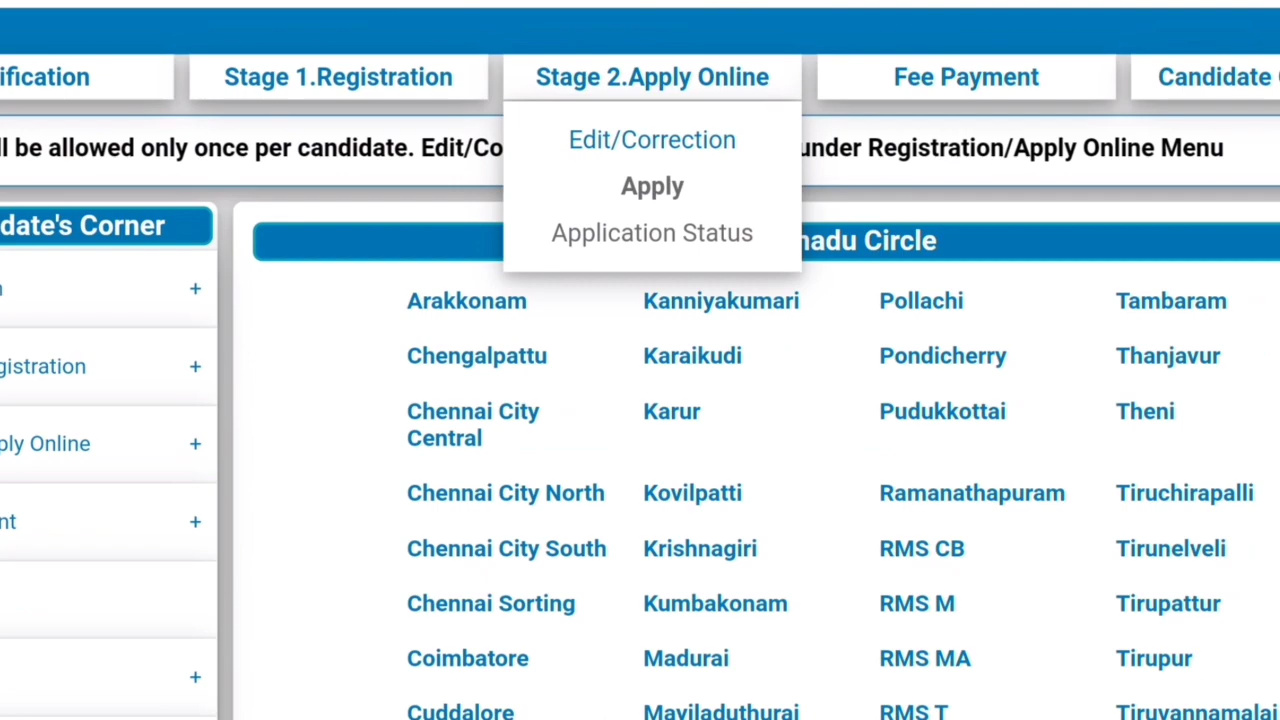 ification
Stage 1.Registration
Stage 2.Apply Online
Fee Payment
Candidate
Edit/Correction
Apply
Application Status
ll be allowed only once per candidate. Edit/Co
under Registration/Apply Online Menu
date's Corner
nadu Circle
gistration +
ply Online +
nt +
+
Arakkonam Kanniyakumari Pollachi Tambaram
Chengalpattu Karaikudi Pondicherry Thanjavur
Chennai City Karur Pudukkottai Theni
Central
Chennai City North Kovilpatti Ramanathapuram Tiruchirapalli
Chennai City South Krishnagiri RMS CB Tirunelveli
Chennai Sorting Kumbakonam RMS M Tirupattur
Coimbatore Madurai RMS MA Tirupur
Cuddalore Mayiladuthurai RMS T Tiruvannamalai